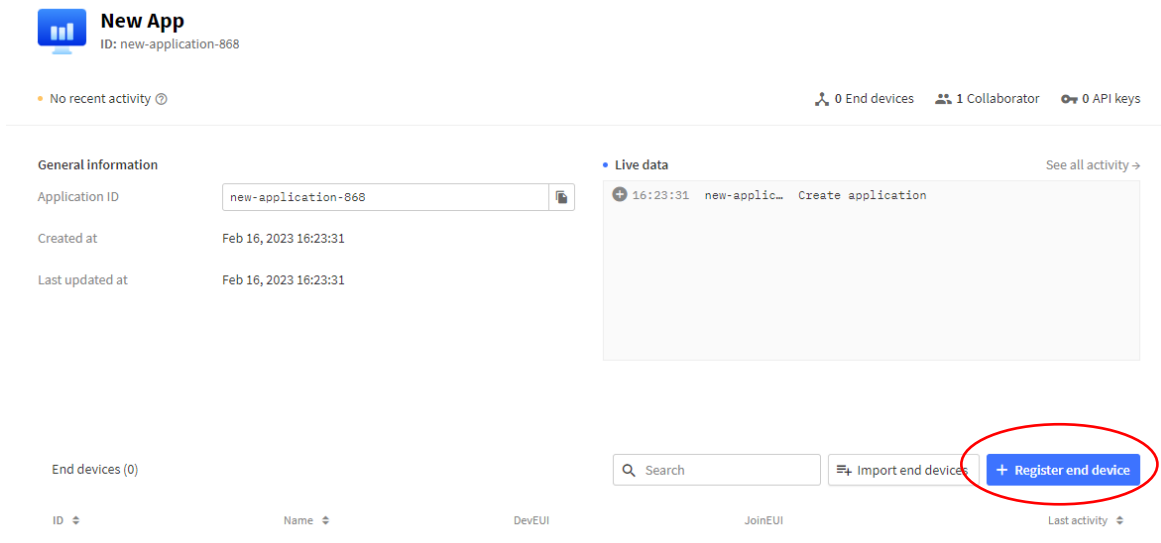 New App
ID: new-application-868
No recent activity
0 End devices 1 Collaborator 0 API keys
General information
Application ID new-application-868
Created at Feb 16, 2023 16:23:31
Last updated at Feb 16, 2023 16:23:31
Live data See all activity →
16:23:31 new-applic… Create application
End devices (0) Search Import end devices + Register end device
ID Name DevEUI JoinEUI Last activity